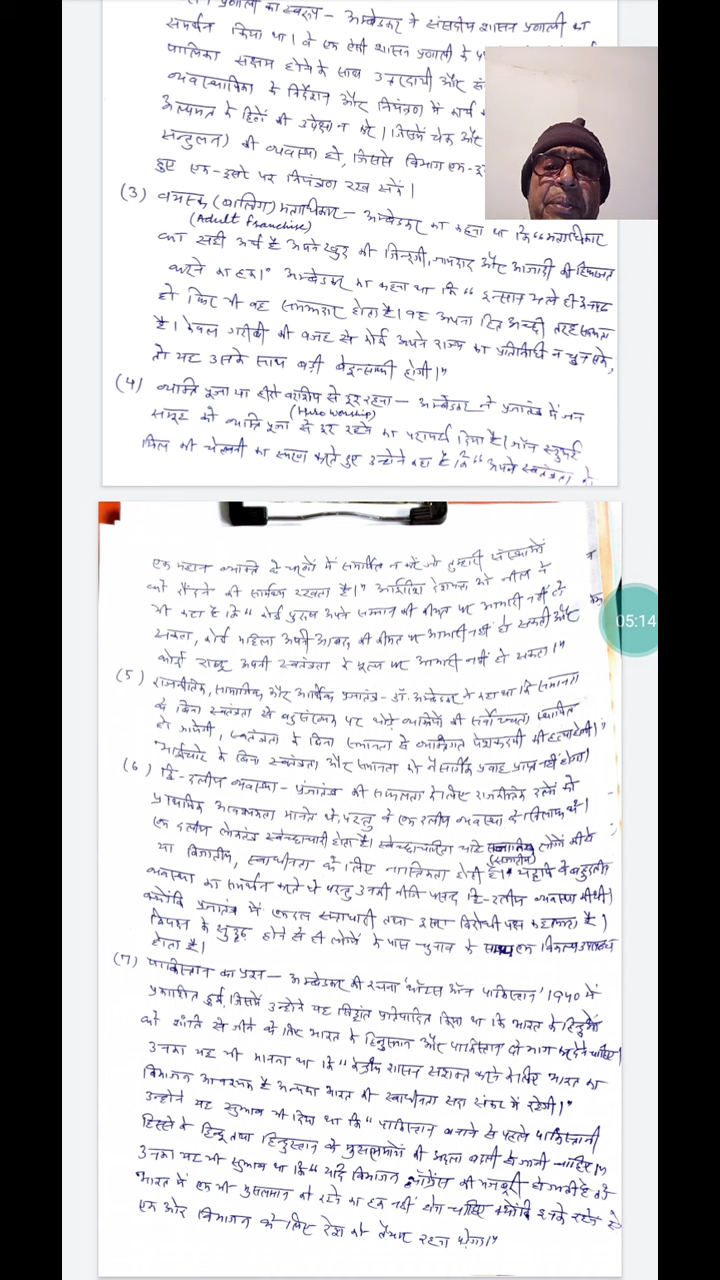 प्रणाली का स्वरूप – अम्बेडकर ने संसदीय शासन प्रणाली का
समर्थन किया था। वे एक ऐसी शासन प्रणाली के
पालिका सक्षम होने के साथ उत्तरदायी और
व्यवस्थापिका के निर्देशन और नियंत्रण में कार्य
अल्पमत के हितों की उपेक्षा न करे। जिसमें चेक और
सन्तुलन) की व्यवस्था हो, जिससे विभाग एक-
हुए एक-दूसरे पर नियंत्रण रख सकें।
(3) वयस्क (बालिग) मताधिकार – अम्बेडकर का कहना था कि "मताधिकार
(Adult franchise)
का सही अर्थ है अपने खुद की जिन्दगी, जायदाद और आजादी की हिफाजत
करने का हक।" अम्बेडकर का कहना था कि "इन्सान भले ही अनपढ़
हो फिर भी वह समझदार होता है। वह अपना हित अच्छी तरह समझता
है। केवल गरीबी की वजह से कोई अपने राज्य का प्रतिनिधि न चुन सके,
तो यह उसके साथ बड़ी बेइन्साफी होगी।"
(4) व्यक्ति पूजा या हीरो वरशिप से दूर रहना – अम्बेडकर ने प्रजातंत्र में जन
(Hero worship)
समूह को व्यक्ति पूजा से दूर रहने का परामर्श दिया है। जॉन स्टुअर्ट
मिल की चेतावनी का स्मरण करते हुए उन्होंने कहा है कि "अपने स्वतंत्रता को
एक महान व्यक्ति के चरणों में समर्पित न करें जो तुम्हारी संस्थाओं
को रौंदने की सामर्थ्य रखता है।" आयरिश देशभक्त ओ नील ने
भी कहा है कि "कोई पुरुष अपने सम्मान की कीमत पर आभारी नहीं हो
सकता, कोई महिला अपनी आबरू की कीमत पर आभारी नहीं हो सकती और
कोई राष्ट्र अपनी स्वतंत्रता के मूल्य पर आभारी नहीं हो सकता।"
05:14
(5) राजनीतिक, सामाजिक और आर्थिक प्रजातंत्र – डॉ. अम्बेडकर ने कहा था कि समानता
के बिना स्वतंत्रता से बहुसंख्यक पर थोड़े व्यक्तियों की सर्वोच्चता स्थापित
हो जायेगी, स्वतंत्रता के बिना समानता से व्यक्तिगत पेशकदमी की हत्या होगी।"
"भाईचारे के बिना स्वतंत्रता और समानता को नैसर्गिक प्रवाह प्राप्त नहीं होगा।
(6) द्वि-दलीय व्यवस्था – प्रजातंत्र की सफलता के लिए राजनीतिक दलों को
प्राथमिक आवश्यकता मानते थे, परन्तु वे एक दलीय व्यवस्था के खिलाफ थे।
एक दलीय लोकतंत्र स्वेच्छाचारी होता है। स्वेच्छाचारिता चाहे लोगों की हो
(सजातीय)
या विजातीय, स्वाधीनता के लिए होती है।" यद्यपि वे बहुदलीय
व्यवस्था का समर्थन करते थे परन्तु उनकी पसंद द्वि-दलीय व्यवस्था की थी।
क्योंकि प्रजातंत्र में एक दल सत्ताधारी तथा दूसरा विरोधी पक्ष कहलाता है।
विपक्ष के सुदृढ़ होने से ही लोगों के पास चुनाव के समय एक विकल्प उपलब्ध
होता है।
(7) पाकिस्तान का प्रश्न – अम्बेडकर की रचना 'थॉट्स ऑन पाकिस्तान' 1940 में
प्रकाशित हुई, जिसमें उन्होंने यह सिद्धांत प्रतिपादित किया था कि भारत के हिन्दुओं
को शांति से जीने के लिए भारत के हिन्दुस्तान और पाकिस्तान दो भाग कर देने चाहिए।
उनका यह भी मानना था कि "केन्द्रीय शासन सशक्त करने के लिए भारत का
विभाजन आवश्यक है अन्यथा भारत की स्वाधीनता सदा संकट में रहेगी।"
उन्होंने यह सुझाव भी दिया था कि "पाकिस्तान बनाने से पहले पाकिस्तानी
हिस्से के हिन्दू तथा हिन्दुस्तान के मुसलमानों की अदला बदली की जानी चाहिए।"
उनका यह भी सुझाव था कि "यदि विभाजन कांग्रेस की मजबूरी हो जाती है तो
भारत में एक भी मुसलमान को रहने का हक नहीं होना चाहिए क्योंकि इनके रहने से
एक और विभाजन के लिए देश को तैयार रहना होगा।"